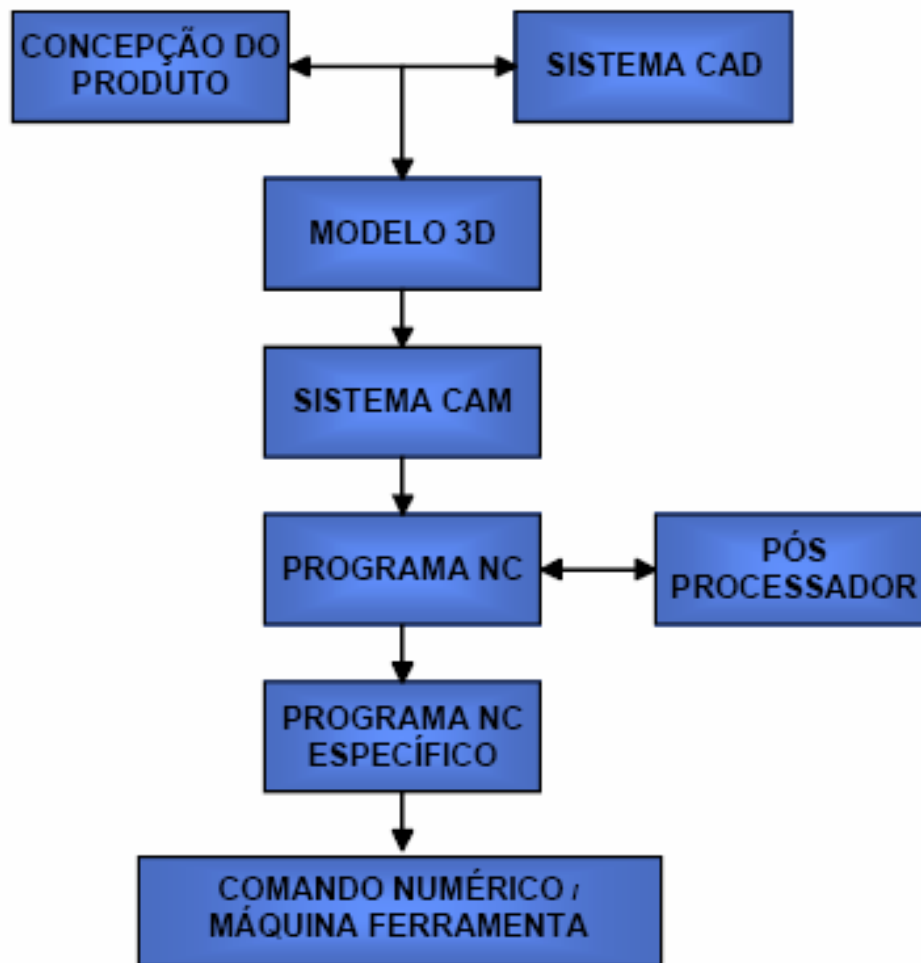 CONCEPÇÃO DO
PRODUTO
SISTEMA CAD
MODELO 3D
SISTEMA CAM
PROGRAMA NC
PÓS
PROCESSADOR
PROGRAMA NC
ESPECÍFICO
COMANDO NUMÉRICO /
MÁQUINA FERRAMENTA